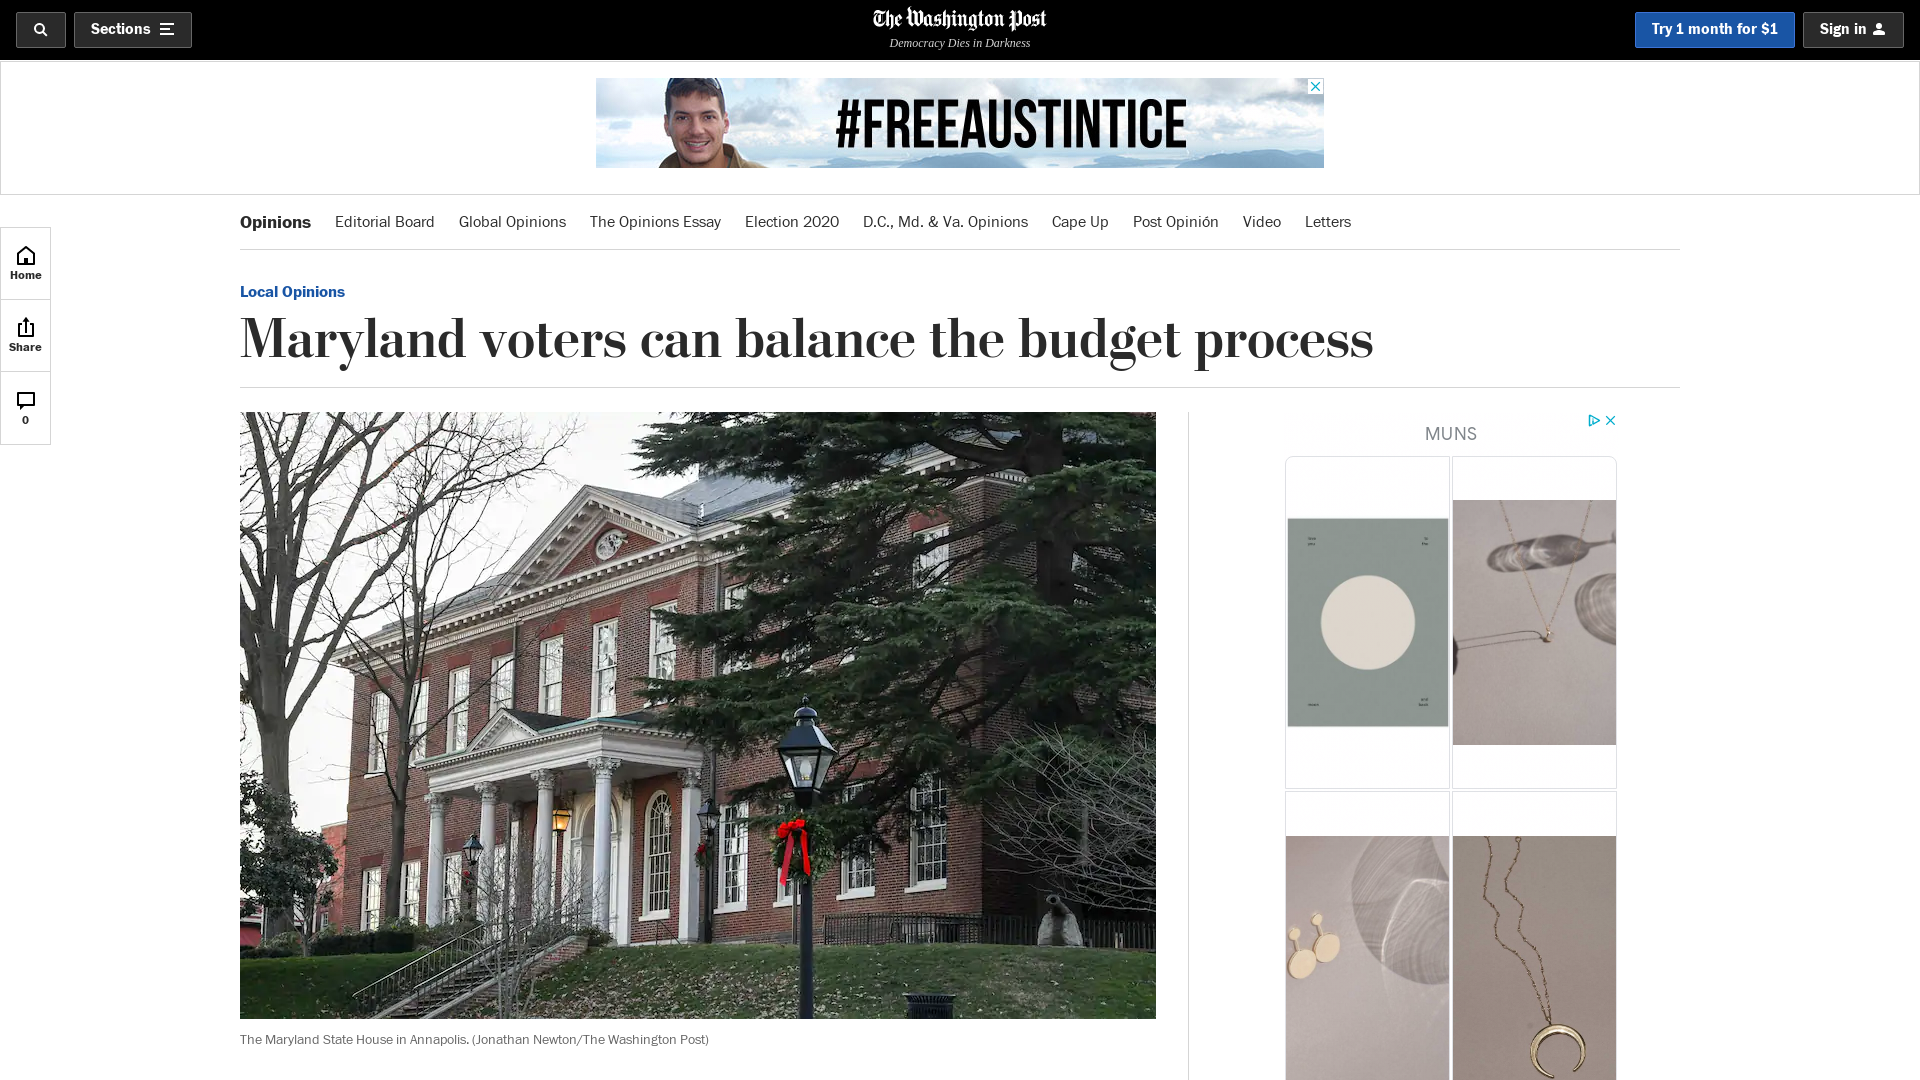 Sections
The Washington Post
Democracy Dies in Darkness
Try 1 month for $1
Sign in
#FREEAUSTINTICE
Opinions
Editorial Board
Global Opinions
The Opinions Essay
Election 2020
D.C., Md. & Va. Opinions
Cape Up
Post Opinión
Video
Letters
Home
Share
0
Local Opinions
Maryland voters can balance the budget process
MUNS
The Maryland State House in Annapolis. (Jonathan Newton/The Washington Post)